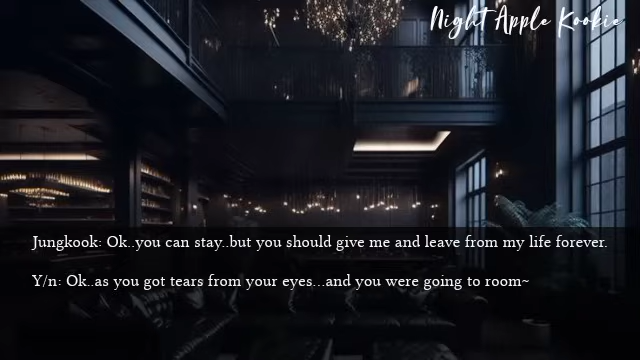 Night Apple Kookie
Jungkook: Ok..you can stay..but you should give me and leave from my life forever.
Y/n: Ok..as you got tears from your eyes...and you were going to room~